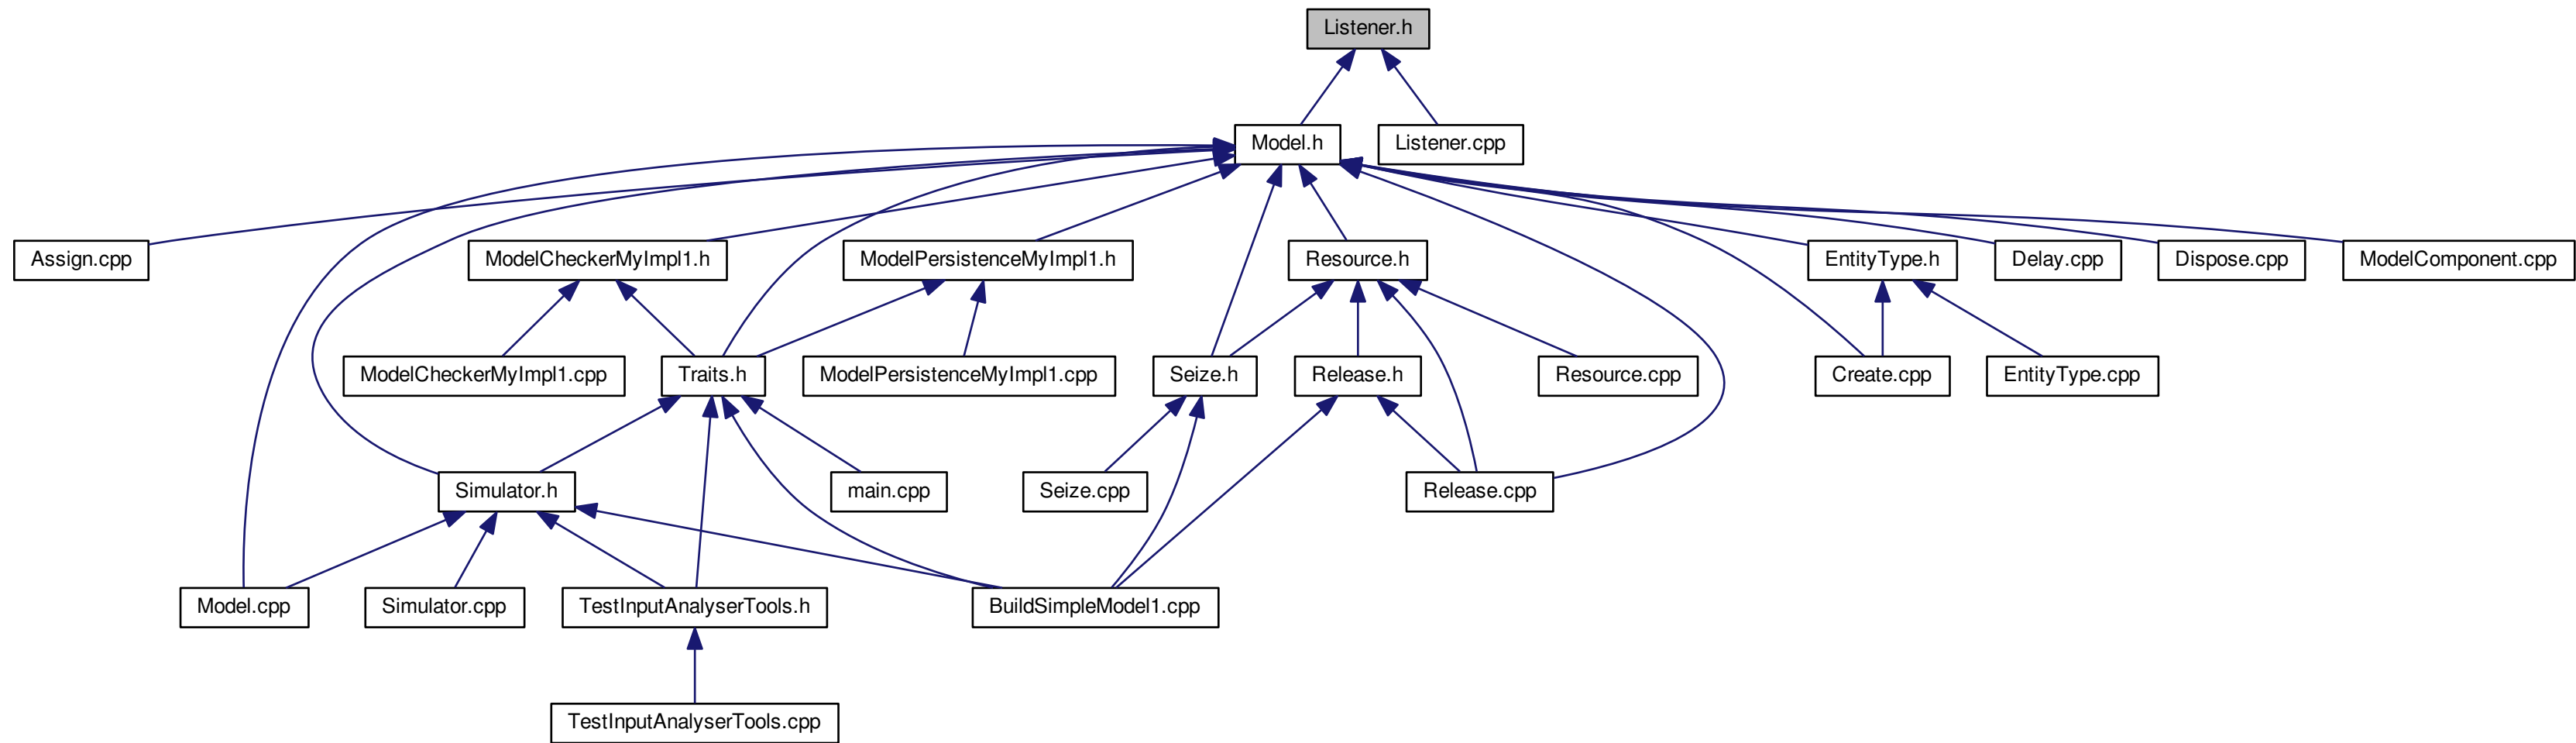 Listener.h
Model.h
Listener.cpp
Assign.cpp
ModelCheckerMyImpl1.h
ModelPersistenceMyImpl1.h
Resource.h
EntityType.h
Delay.cpp
Dispose.cpp
ModelComponent.cpp
ModelCheckerMyImpl1.cpp
Traits.h
ModelPersistenceMyImpl1.cpp
Seize.h
Release.h
Resource.cpp
Create.cpp
EntityType.cpp
Simulator.h
main.cpp
Seize.cpp
Release.cpp
Model.cpp
Simulator.cpp
TestInputAnalyserTools.h
BuildSimpleModel1.cpp
TestInputAnalyserTools.cpp